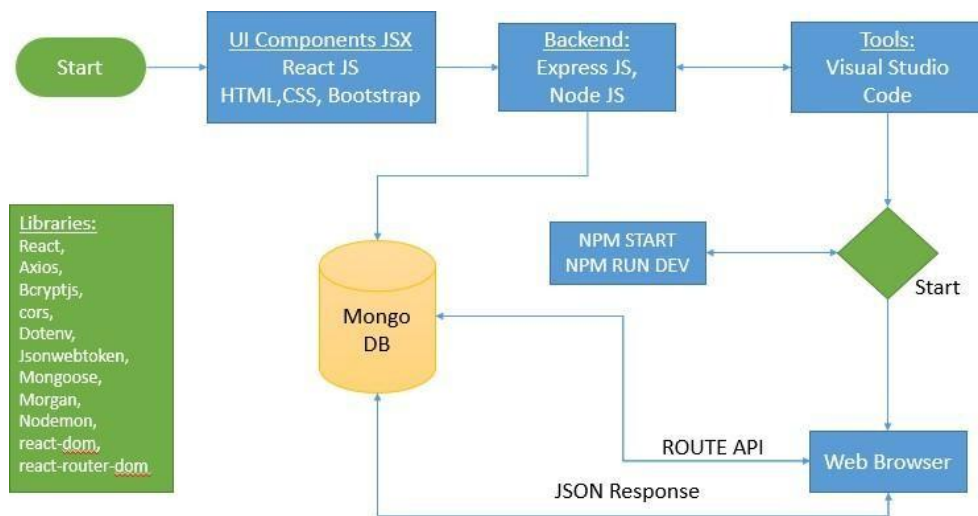 Start
UI Components JSX
React JS
HTML,CSS, Bootstrap
Backend:
Express JS,
Node JS
Tools:
Visual Studio
Code
Libraries:
React,
Axios,
Bcryptjs,
cors,
Dotenv,
Jsonwebtoken,
Mongoose,
Morgan,
Nodemon,
react-dom,
react-router-dom
Mongo
DB
NPM START
NPM RUN DEV
Start
ROUTE API
Web Browser
JSON Response